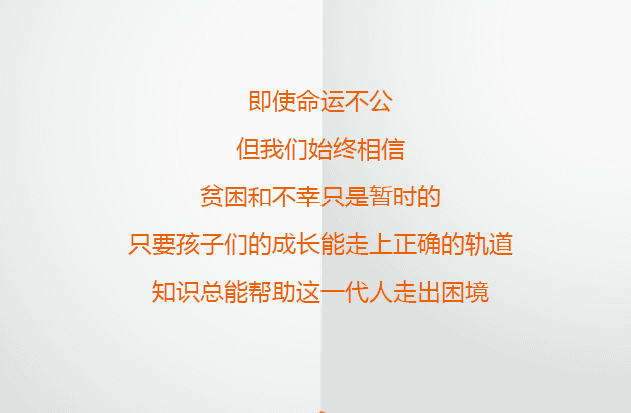 即使命运不公
但我们始终相信
贫困和不幸只是暂时的
只要孩子们的成长能走上正确的轨道
知识总能帮助这一代人走出困境